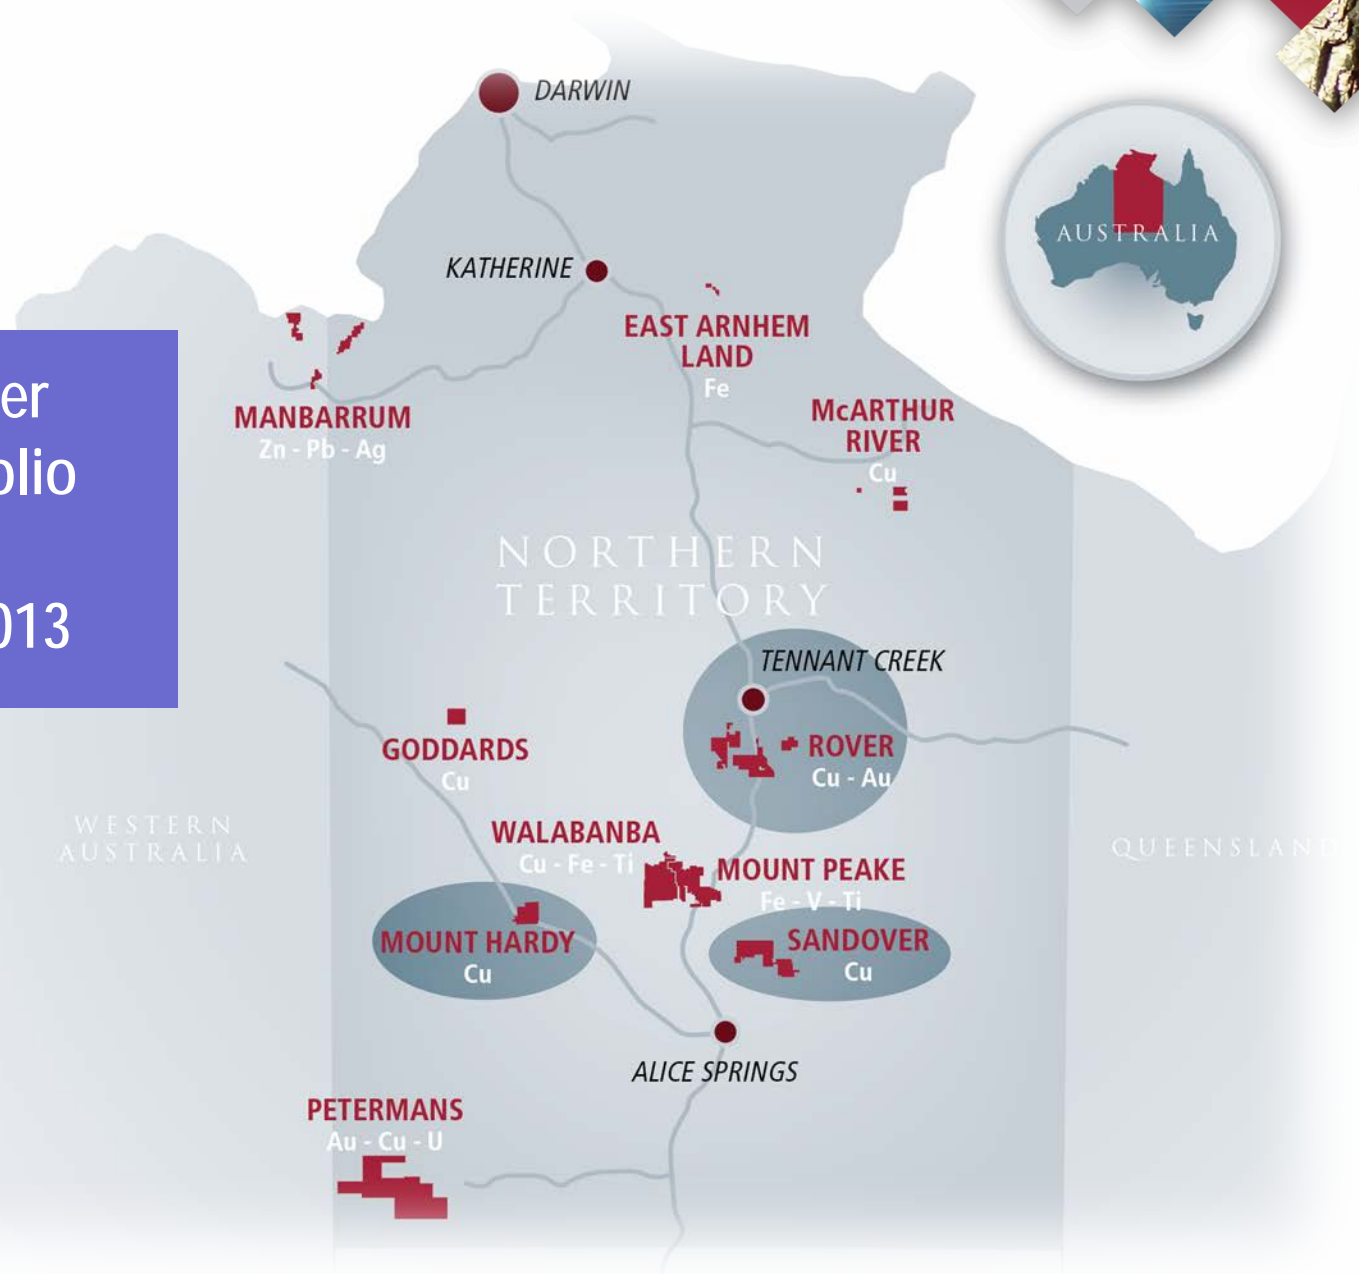 DARWIN
AUSTRALIA
KATHERINE
EAST ARNHEM
LAND
Fe
er
olio
013
MANBARRUM
Zn - Pb - Ag
McARTHUR
RIVER
Cu
NORTHERN
TERRITORY
TENNANT CREEK
GODDARDS
Cu
ROVER
Cu - Au
WESTERN
AUSTRALIA
WALABANBA
Cu - Fe - Ti
MOUNT PEAKE
Fe - V - Ti
QUEENSLAND
MOUNT HARDY
Cu
SANDOVER
Cu
ALICE SPRINGS
PETERMANS
Au - Cu - U